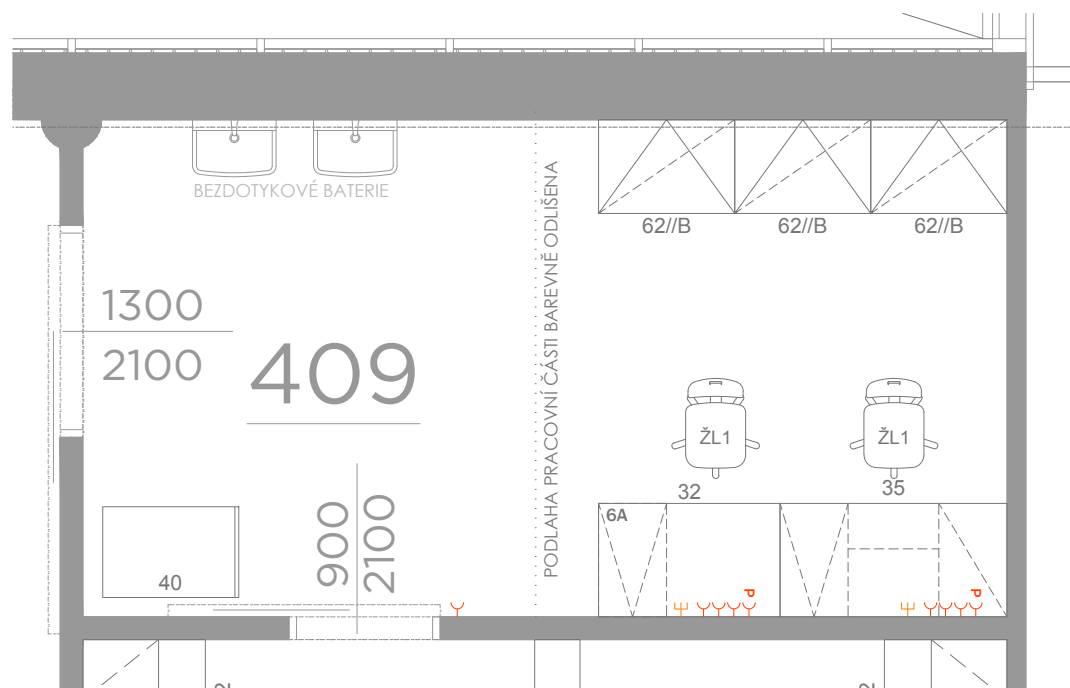 BEZDOTYKOVÉ BATERIE
PODLAHA PRACOVNÍ ČÁSTI BAREVNĚ ODLIŠENA
62//B
62//B
62//B
1300
2100
409
ŽL1
ŽL1
32
35
6A
900
2100
40
P
P